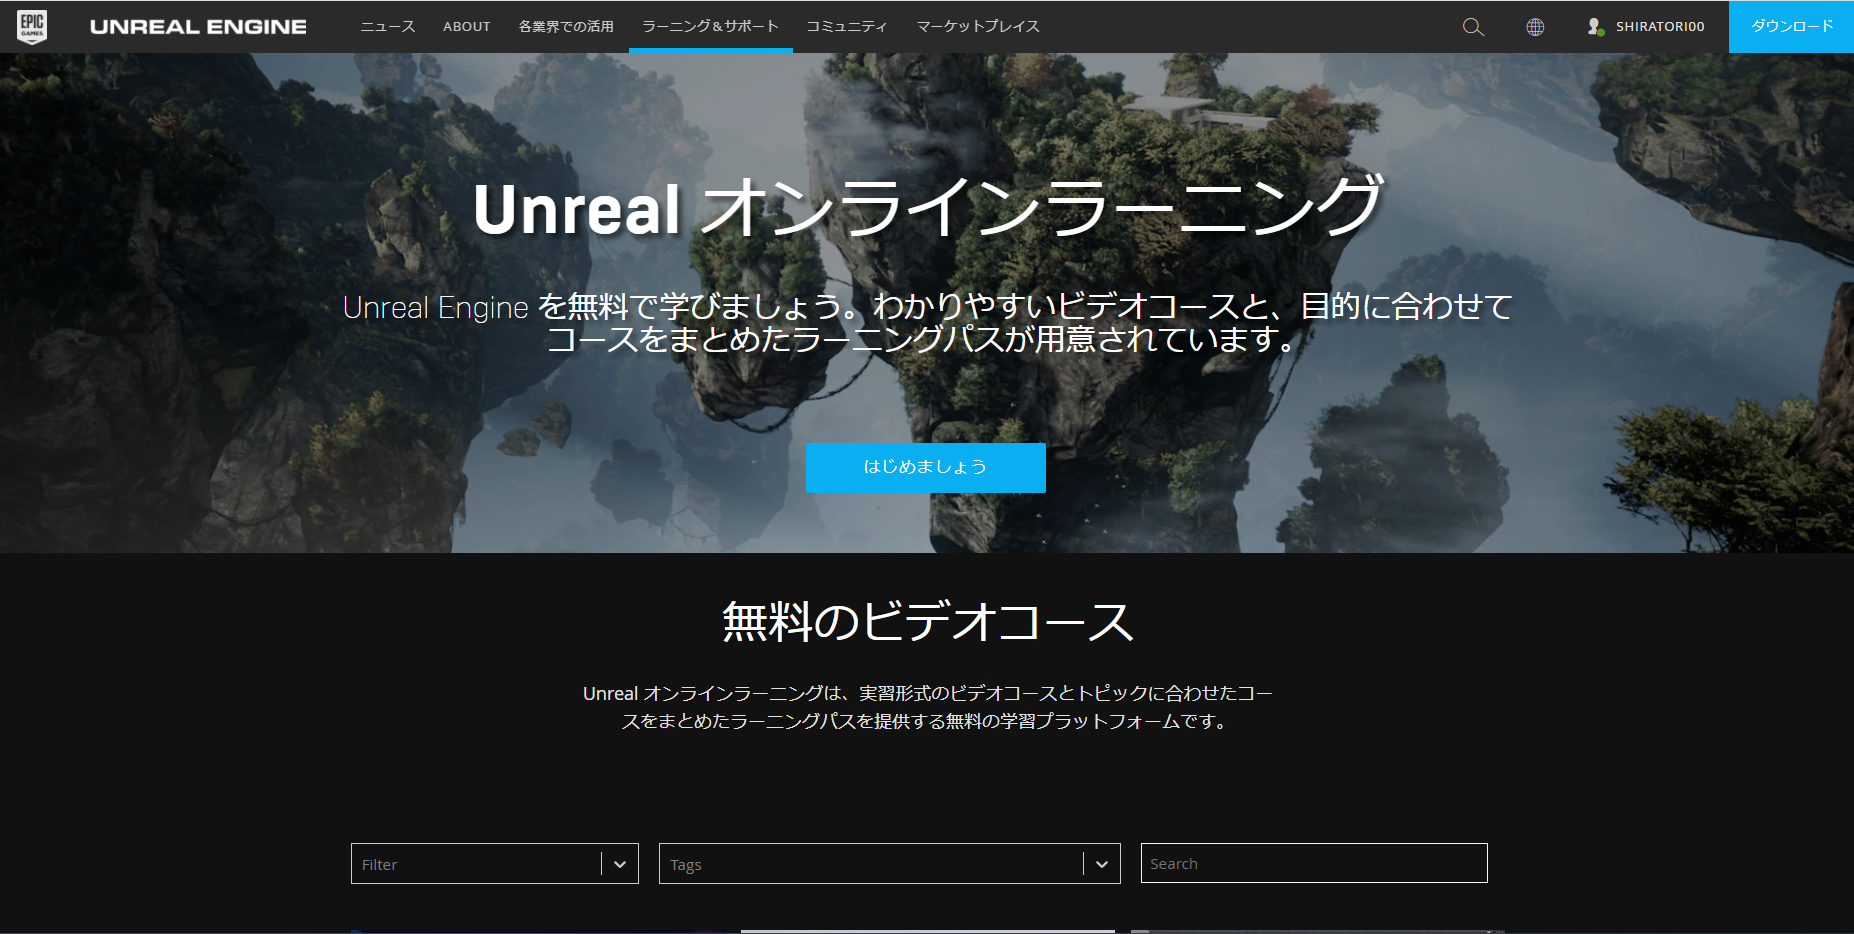 EPIC
GAMES
UNREAL ENGINE
ニュース
ABOUT
各業界での活用
ラーニング＆サポート
コミュニティ
マーケットプレイス
SHIRATORI00
ダウンロード
Unreal オンラインラーニング
Unreal Engine を無料で学びましょう。わかりやすいビデオコースと、目的に合わせて
コースをまとめたラーニングパスが用意されています。
はじめましょう
無料のビデオコース
Unreal オンラインラーニングは、実習形式のビデオコースとトピックに合わせたコー
スをまとめたラーニングパスを提供する無料の学習プラットフォームです。
Filter
Tags
Search